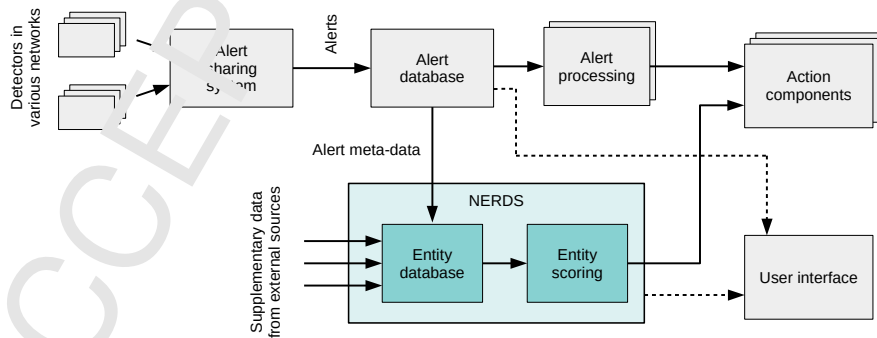 Detectors in
various networks
Alert
sharing
system
Alerts
Alert
database
Alert
processing
Action
components
Alert meta-data
NERDS
Supplementary data
from external sources
Entity
database
Entity
scoring
User interface
CCEP